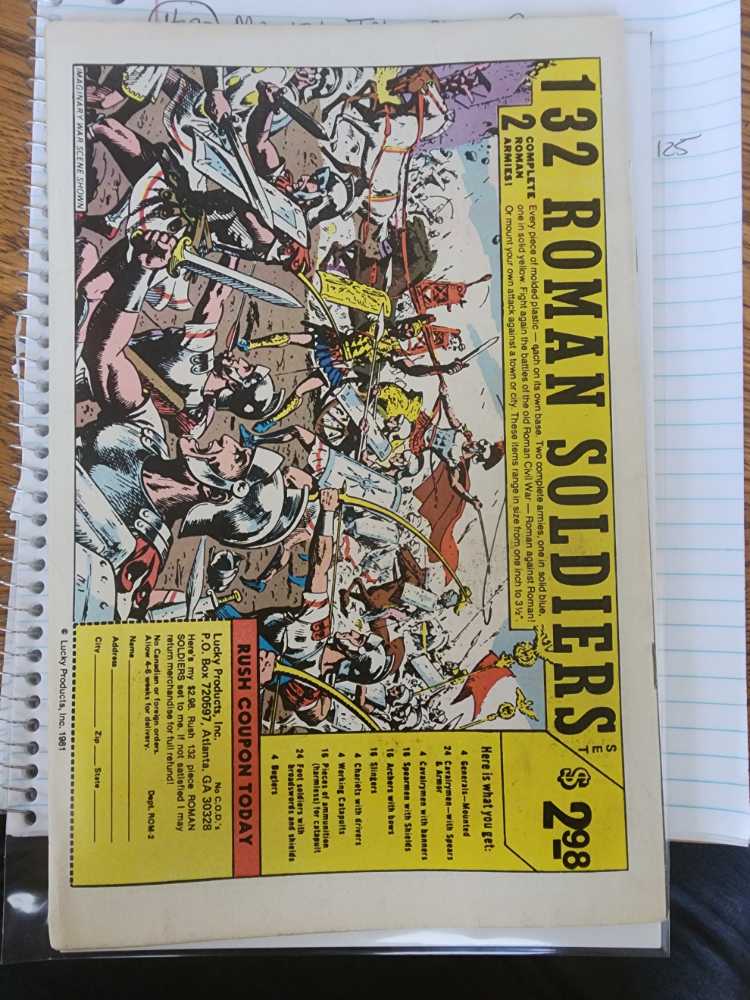 132 ROMAN SOLDIERS
SET
$2.98
2 COMPLETE
ROMAN
ARMIES!
Every piece of molded plastic — each on its own base. Two complete armies, one in solid blue,
one in solid yellow. Fight again the battles of the old Roman Civil War — Roman against Roman!
Or mount your own attack against a town or city. These items range in size from one inch to 3½".
Here is what you get:
4 Generals—Mounted
24 Cavalrymen—with Spears
& Armor
4 Cavalrymen with banners
16 Spearmen with Shields
16 Archers with bows
16 Slingers
4 Chariots with drivers
4 Working Catapults
16 Pieces of ammunition
(harmless) for catapult
24 Foot soldiers with
broadswords and shields
4 Buglers
IMAGINARY WAR SCENE SHOWN
RUSH COUPON TODAY
Lucky Products, Inc. No C.O.D.'s
P.O. Box 720597, Atlanta, GA 30328
Dept. ROM-2
Here's my $2.98. Rush 132 piece ROMAN
SOLDIERS set to me. If not satisfied I may
return merchandise for full refund!
No Canadian or foreign orders.
Allow 4-6 weeks for delivery.
Name
Address
City Zip State
© Lucky Products, Inc. 1981
125